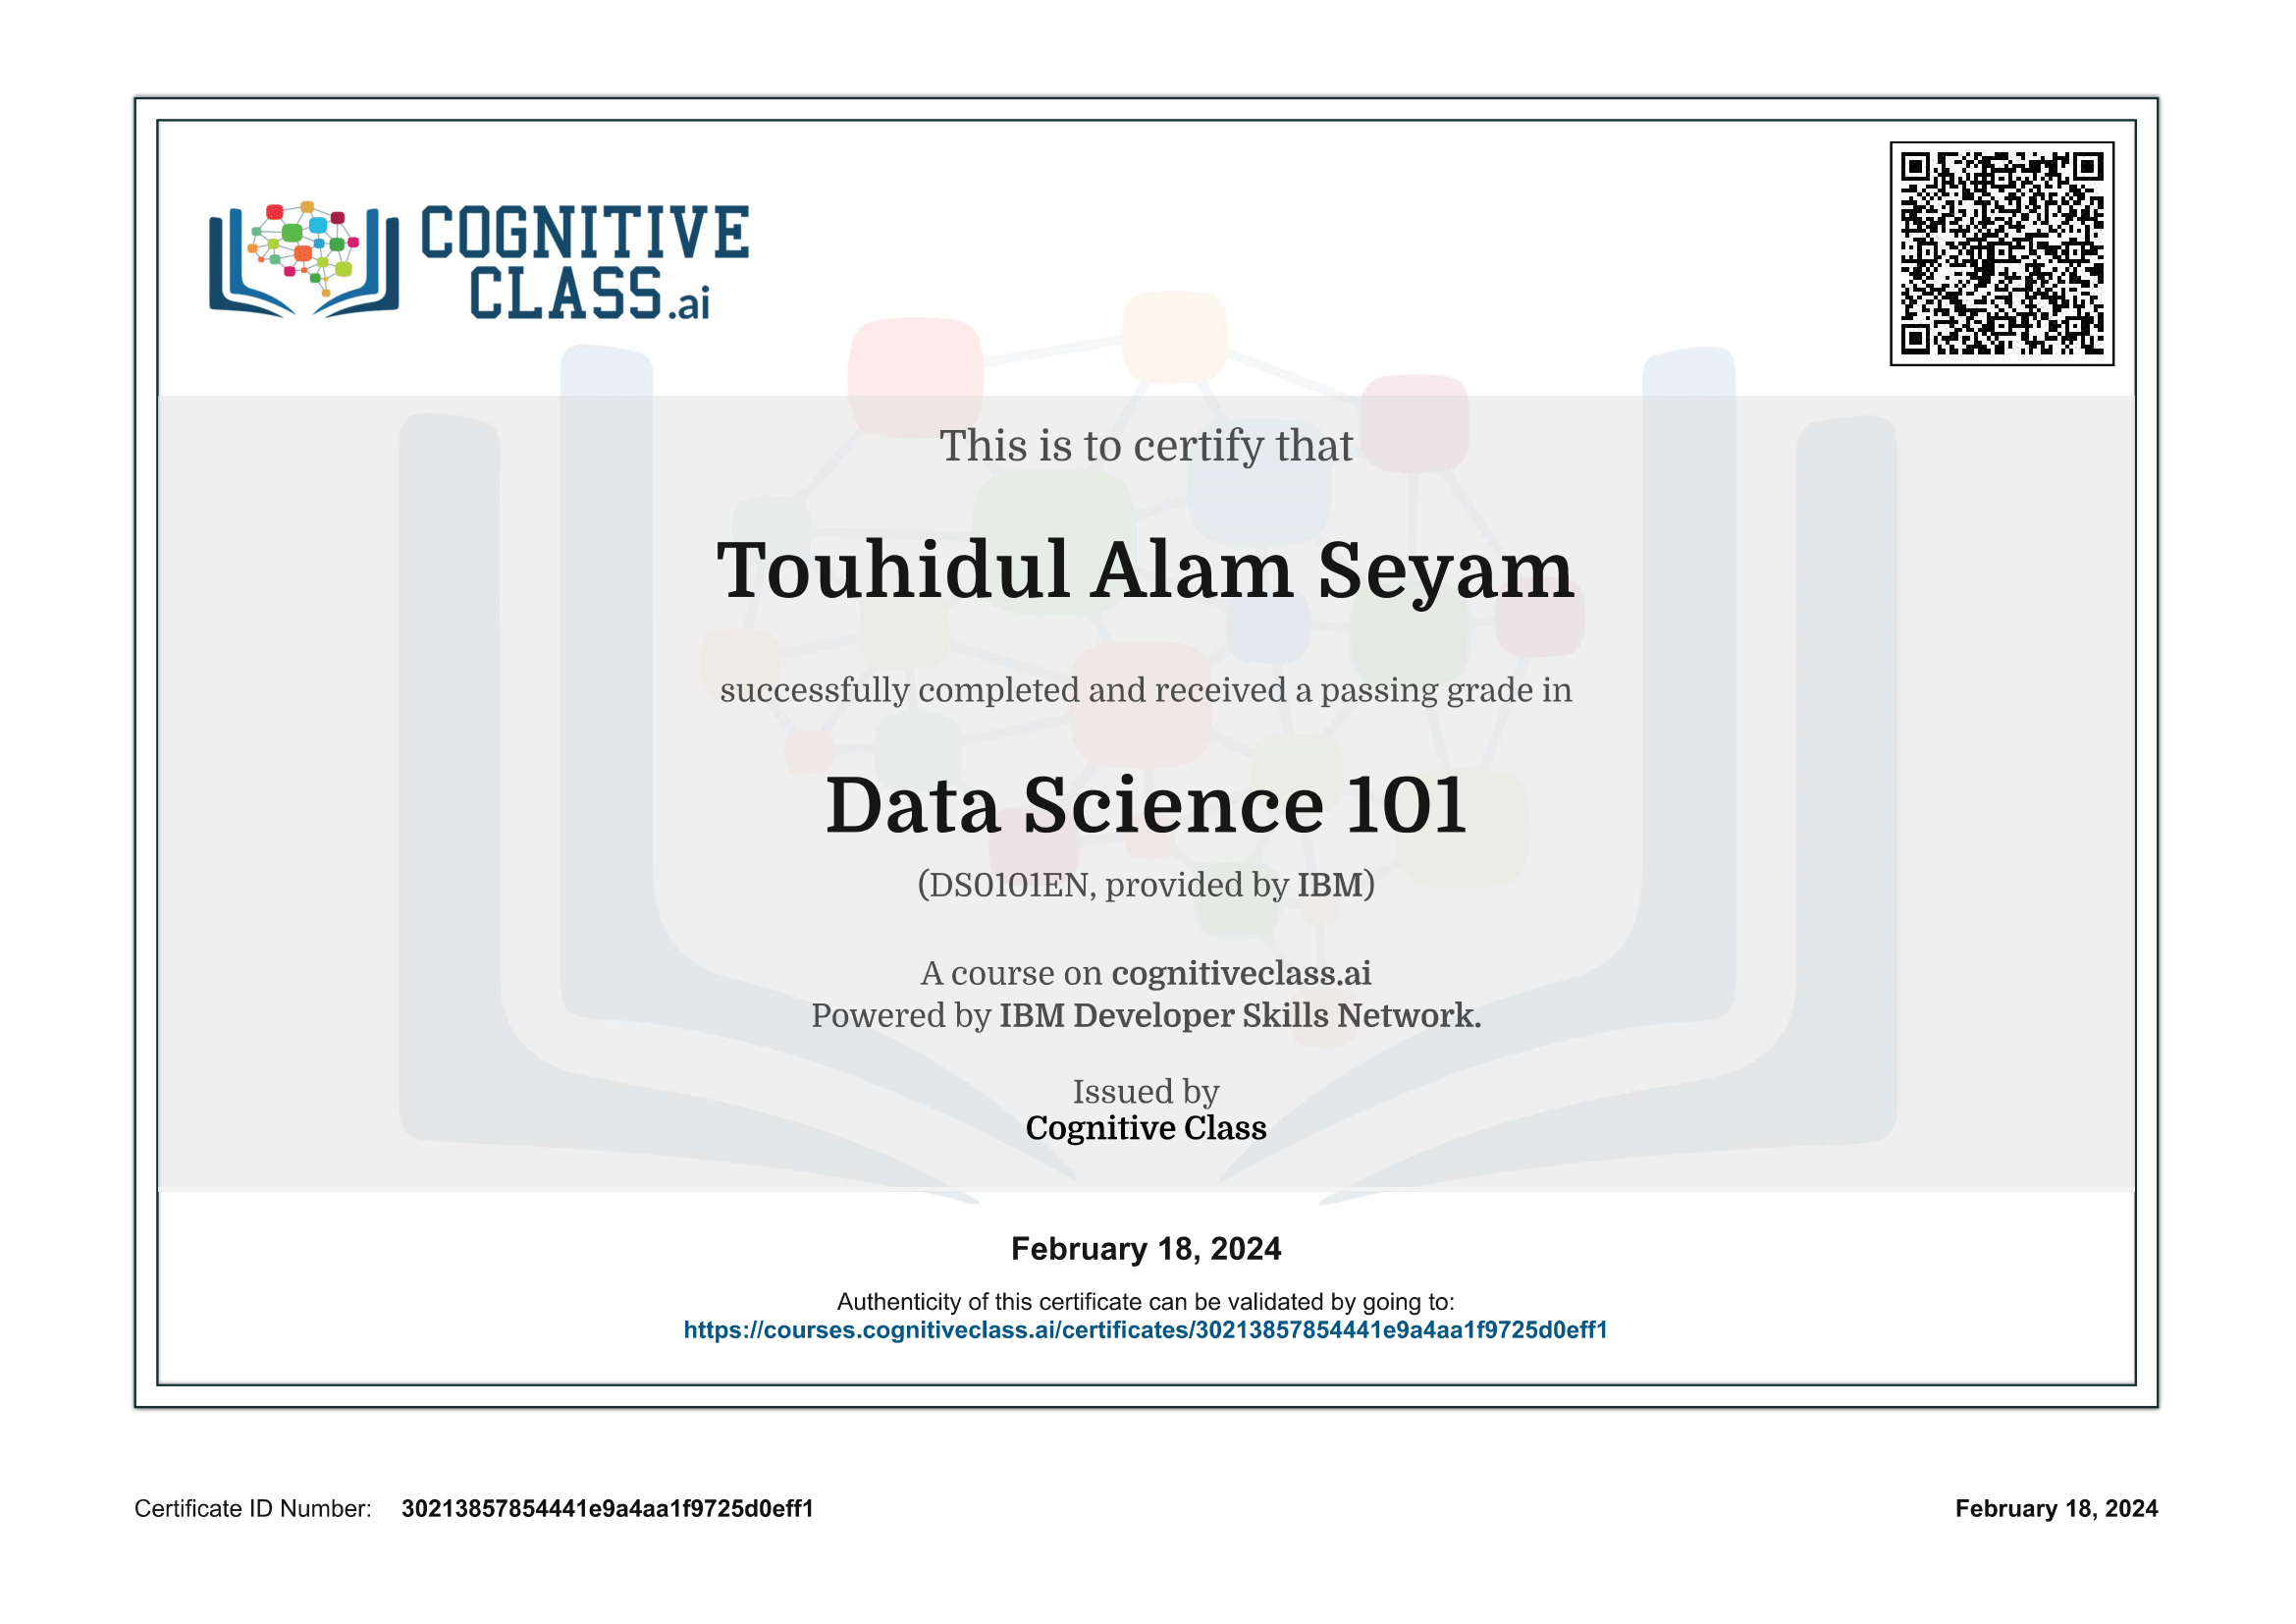 COGNITIVE
CLASS.ai
This is to certify that
Touhidul Alam Seyam
successfully completed and received a passing grade in
Data Science 101
(DS0101EN, provided by IBM)
A course on cognitiveclass.ai
Powered by IBM Developer Skills Network.
Issued by
Cognitive Class
February 18, 2024
Authenticity of this certificate can be validated by going to:
https://courses.cognitiveclass.ai/certificates/30213857854441e9a4aa1f9725d0eff1
Certificate ID Number: 30213857854441e9a4aa1f9725d0eff1
February 18, 2024